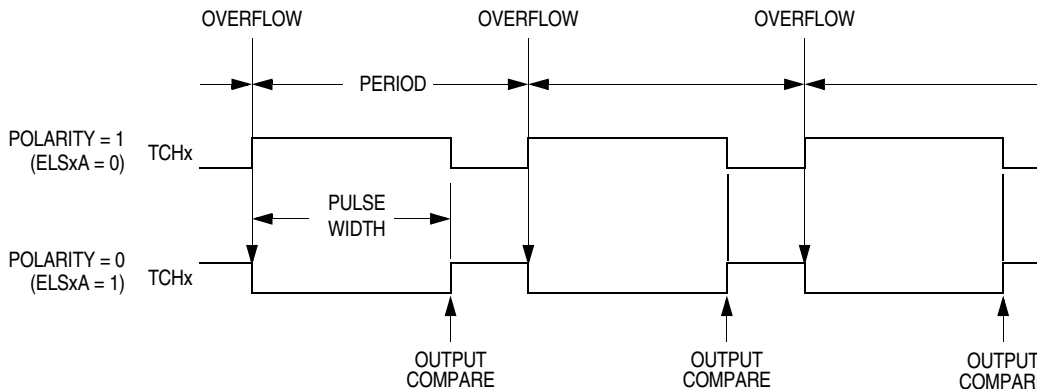 OVERFLOW OVERFLOW OVERFLOW
PERIOD
POLARITY = 1
(ELSxA = 0)
TCHx
PULSE
WIDTH
POLARITY = 0
(ELSxA = 1)
TCHx
OUTPUT
COMPARE
OUTPUT
COMPARE
OUTPUT
COMPARE